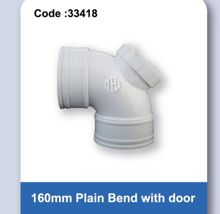 Code :33418
160mm Plain Bend with door